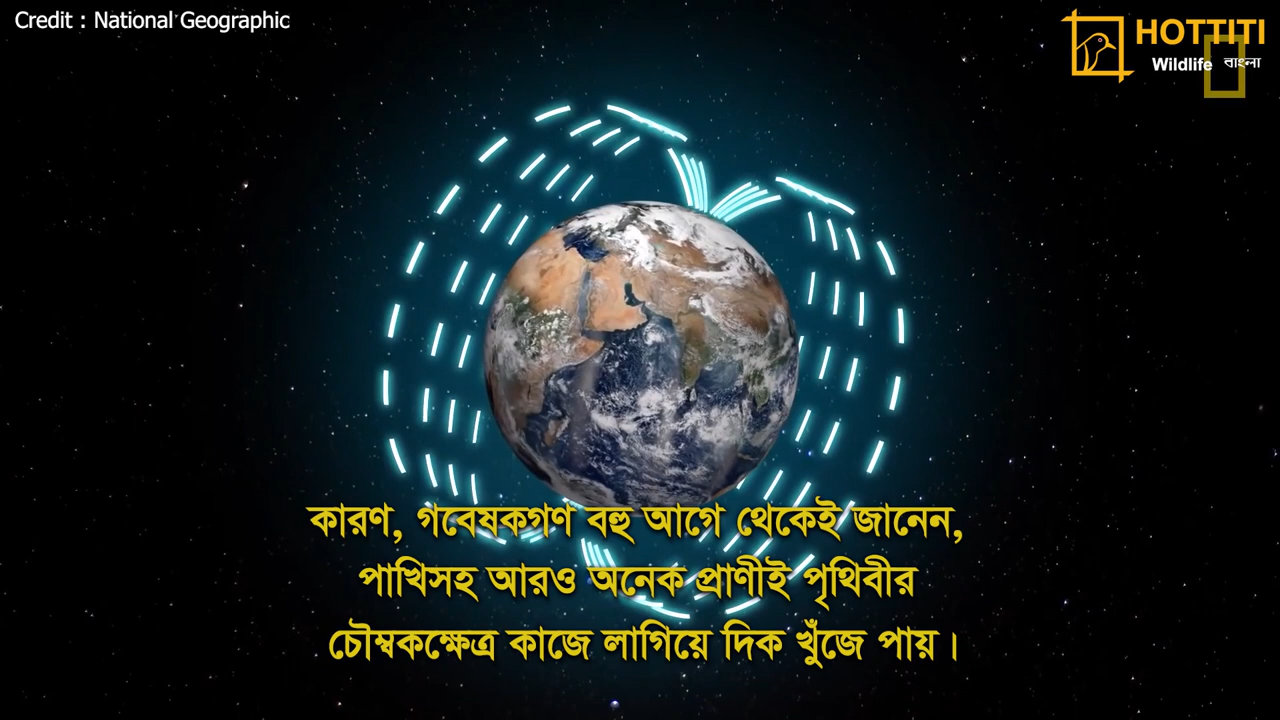 Credit : National Geographic
HOTTITI
Wildlife বাংলা
কারণ, গবেষকগণ বহু আগে থেকেই জানেন,
পাখিসহ আরও অনেক প্রাণীই পৃথিবীর
চৌম্বকক্ষেত্র কাজে লাগিয়ে দিক খুঁজে পায়।